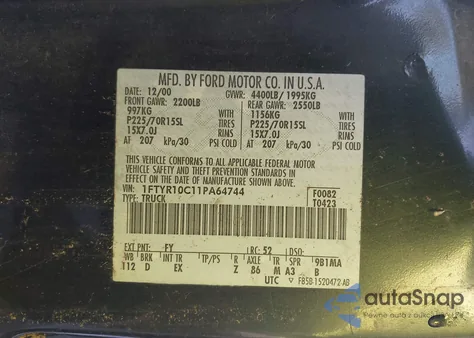 MFD. BY FORD MOTOR CO. IN U.S.A.
DATE: 12/00 GVWR: 4400LB/ 1995KG
FRONT GAWR: 2200LB REAR GAWR: 2550LB
997KG WITH 1156KG WITH
P225/70R15SL TIRES P225/70R15SL TIRES
15X7.0J RIMS 15X7.0J RINS
AT 207 kPa/30 PSI COLD AT 207 kPa/30 PSI COLD
THIS VEHICLE CONFORMS TO ALL APPLICABLE FEDERAL MOTOR
VEHICLE SAFETY AND THEFT PREVENTION STANDARDS IN EFFECT
ON THE DATE OF MANUFACTURE SHOWN ABOVE.
VIN: 1FTYR10C11PA64744 F0082
TYPE: TRUCK T0423
EXT PNT: FY RC: 52 DSO:
WB BRK INT TR TP/PS R AXLE TR SPR 9B1MA
112 D EX Z 86 M A3 B
UTC ▽ F85B-1520472-AB
autoSnap
Pewne auto z